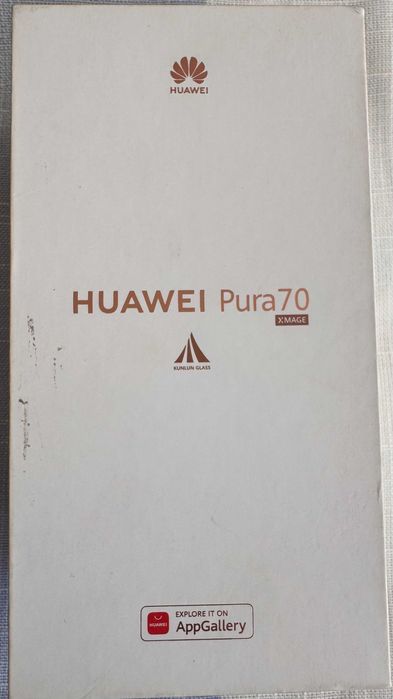 HUAWEI
HUAWEI Pura70
XMAGE
KUNLUN GLASS
HUAWEI
EXPLORE IT ON
AppGallery